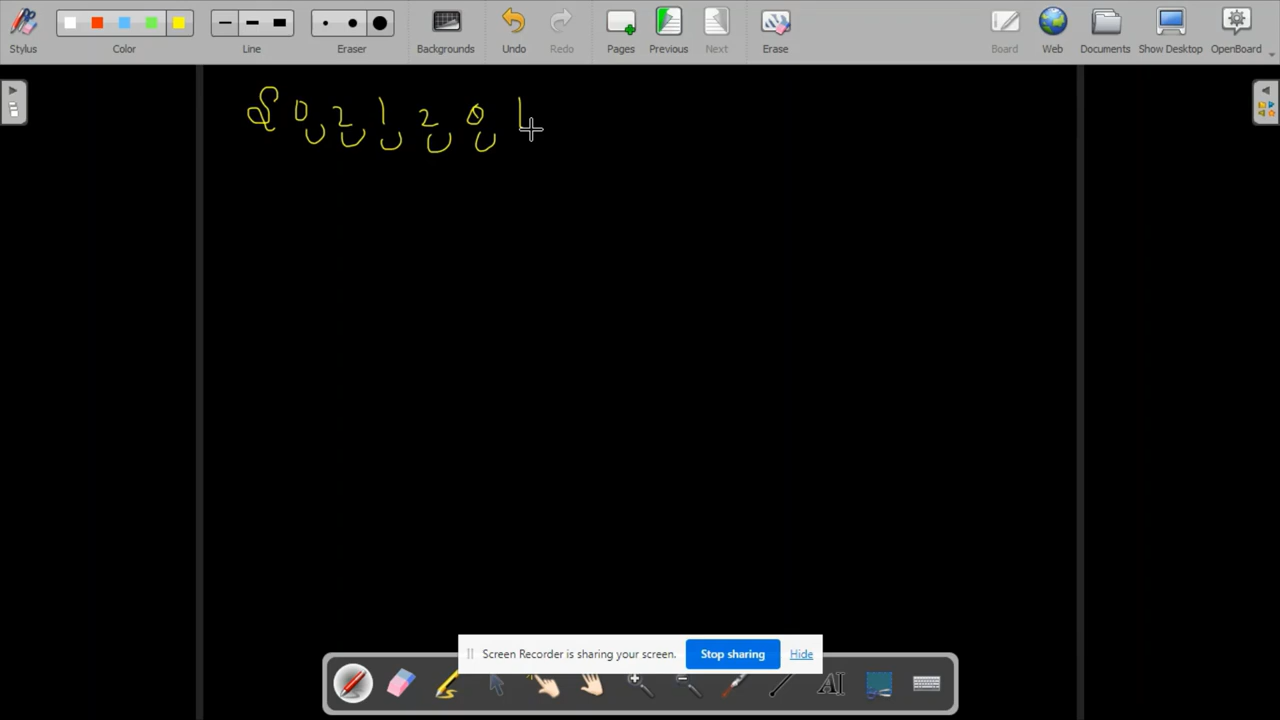 Stylus Color Line Eraser Backgrounds Undo Redo Pages Previous Next Erase Board Web Documents Show Desktop OpenBoard
{ 0, 2, 1, 2, 0, 1
Screen Recorder is sharing your screen. Stop sharing Hide
AI